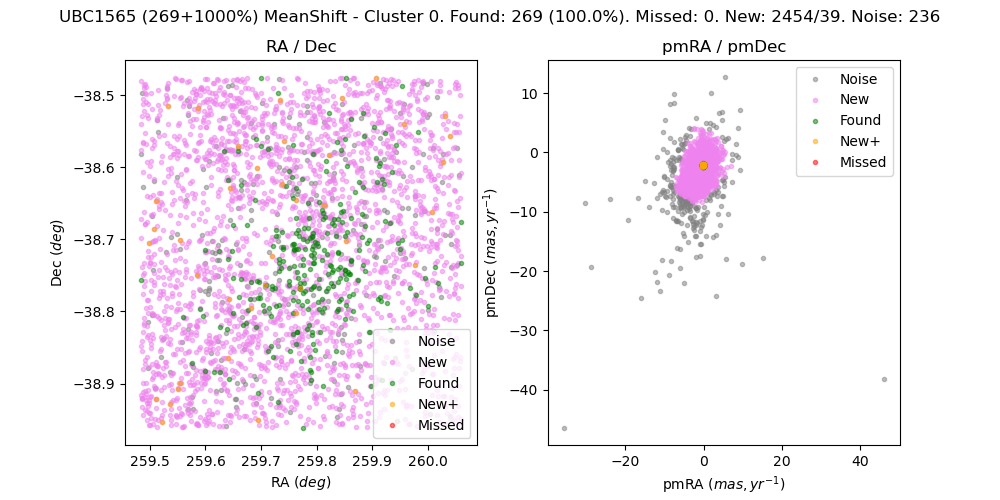 UBC1565 (269+1000%) MeanShift - Cluster 0. Found: 269 (100.0%). Missed: 0. New: 2454/39. Noise: 236
RA / Dec
−38.5
−38.6
−38.7
−38.8
−38.9
Dec (deg)
259.5 259.6 259.7 259.8 259.9 260.0
RA (deg)
Noise
New
Found
New+
Missed
pmRA / pmDec
10
0
−10
−20
−30
−40
pmDec (mas, yr⁻¹)
−20 0 20 40
pmRA (mas, yr⁻¹)
Noise
New
Found
New+
Missed